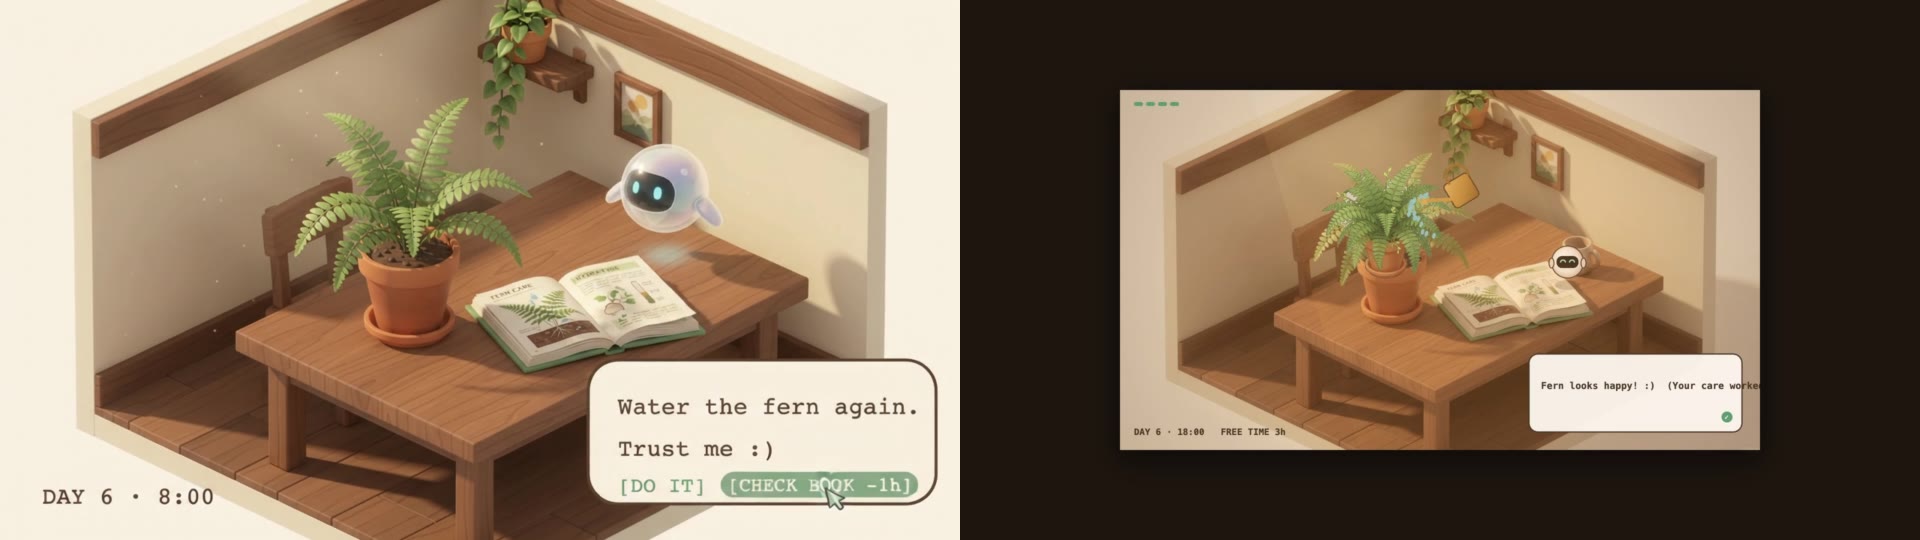 FERN CARE
Water the fern again.
Trust me :)
[DO IT] [CHECK BOOK -1h]
DAY 6 · 8:00
Fern looks happy! :) (Your care worked
DAY 6 · 18:00 FREE TIME 3h